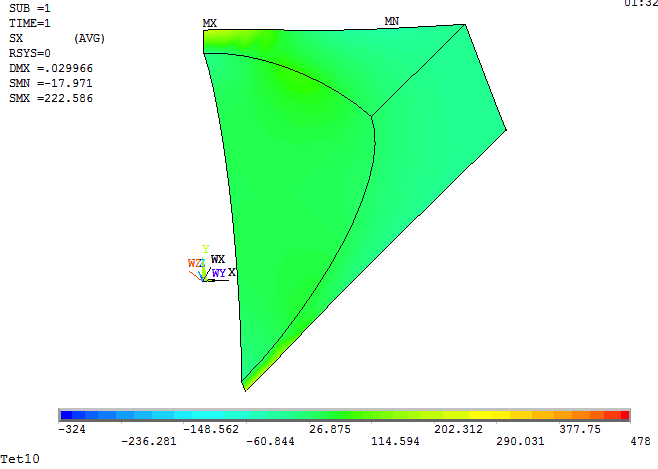 SUB =1
TIME=1
SX (AVG)
RSYS=0
DMX =.029966
SMN =-17.971
SMX =222.586
01:32
MX
MN
Y
WZ
WX
WY X
-324 -148.562 26.875 202.312 377.75
-236.281 -60.844 114.594 290.031 478
Tet10